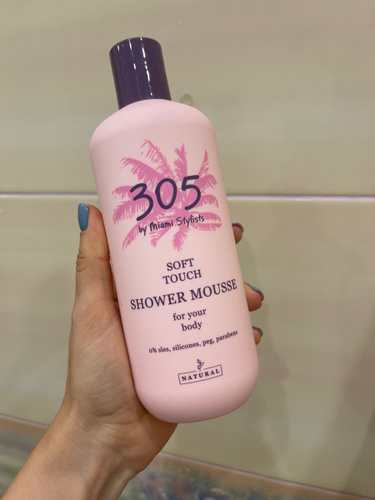 305
by Miami Stylists
SOFT
TOUCH
SHOWER MOUSSE
for your
body
0% sles, silicones, peg, parabens
NATURAL